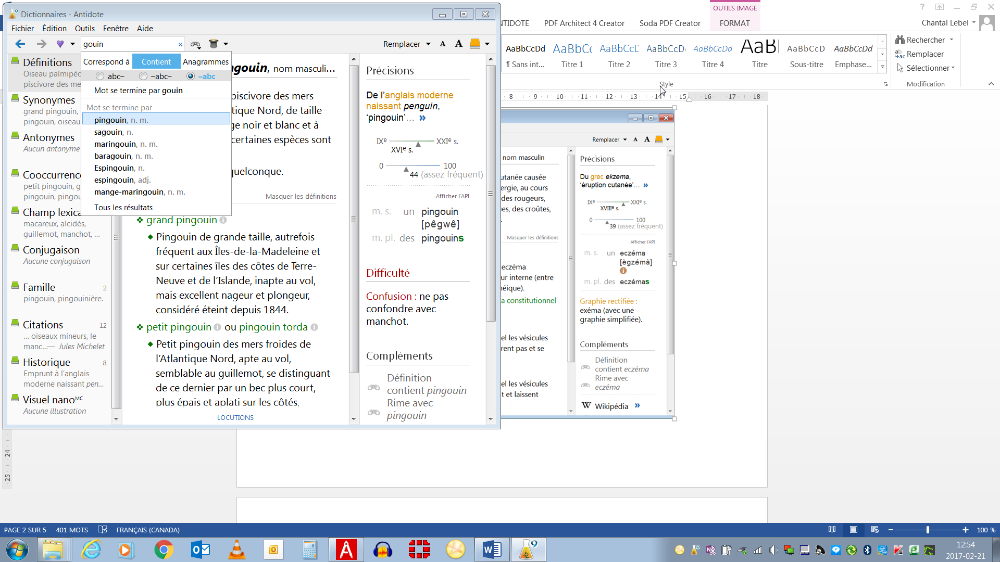 Dictionnaires - Antidote
Fichier Édition Outils Fenêtre Aide
gouin
Remplacer A A
Correspond à Contient Anagrammes
abc– –abc– –abc
Mot se termine par gouin
Mot se termine par
pingouin, n. m.
sagouin, n.
maringouin, n. m.
baragouin, n. m.
Espingouin, n.
espingouin, adj.
mange-maringouin, n. m.
Tous les résultats
Définitions
Oiseau palmipèc
piscivore des me
Synonymes
grand pingouin,
pingouin, oiseau
Antonymes
Aucun antonyme
Cooccurrence
petit pingouin, g
pingouin, pingou
Champ lexica
macareux, alcidés,
guillemot, manchot, ...
Conjugaison
Aucune conjugaison
Famille 2
pingouin, pingouinière.
Citations 12
... oiseaux mineurs, le
manc...— Jules Michelet
Historique 8
Emprunt à l'anglais
moderne naissant pen...
Visuel nanoMC
Aucune illustration
ngouin, nom masculi...
piscivore des mers
tique Nord, de taille
ge noir et blanc et à
certaines espèces sont
quelconque.
Masquer les définitions
grand pingouin
Pingouin de grande taille, autrefois
fréquent aux Îles-de-la-Madeleine et
sur certaines îles des côtes de Terre-
Neuve et de l'Islande, inapte au vol,
mais excellent nageur et plongeur,
considéré éteint depuis 1844.
petit pingouin ou pingouin torda
Petit pingouin des mers froides de
l'Atlantique Nord, apte au vol,
semblable au guillemot, se distinguant
de ce dernier par un bec plus court,
plus épais et aplati sur les côtés,
LOCUTIONS
Précisions
De l'anglais moderne
naissant penguin,
'pingouin'... »
IXe XXIe s.
XVIe s.
0 100
44 (assez fréquent)
Afficher l'API
m. s. un pingouin
[pêgwê]
m. pl. des pingouins
Difficulté
Confusion : ne pas
confondre avec
manchot.
Compléments
Définition
contient pingouin
Rime avec
pingouin
OUTILS IMAGE
NTIDOTE PDF Architect 4 Creator Soda PDF Creator FORMAT
Chantal Lebel
AaBbCcDd AaBbC AaBbCcD AaBbCcD AaBbCcDd AaBb AaBbCcD AaBbCcDd
¶ Sans int... Titre 1 Titre 2 Titre 3 Titre 4 Titre Sous-titre Emphase...
Style
Rechercher
Remplacer
Sélectionner
Modification
8 9 10 11 12 13 14 15 16 17 18
Remplacer A A
nom masculin
utanée causée
ergie, au cours
des rougeurs,
es, des croûtes,
Masquer les définitions
eczéma
ur interne (entre
néique).
a constitutionnel
el les vésicules
rent pas et se
el les vésicules
t et laissent
Précisions
Du grec ekzema,
'éruption cutanée'... »
IXe XXIe s.
XVIIIe s.
0 100
39 (assez fréquent)
Afficher l'API
m. s. un eczéma
[ègzémà]
m. pl. des eczémas
Graphie rectifiée :
exéma (avec une
graphie simplifiée).
Compléments
Définition
contient eczéma
Rime avec
eczéma
W Wikipédia »
24
25
PAGE 2 SUR 5 401 MOTS FRANÇAIS (CANADA)
100 %
12:54
2017-02-21